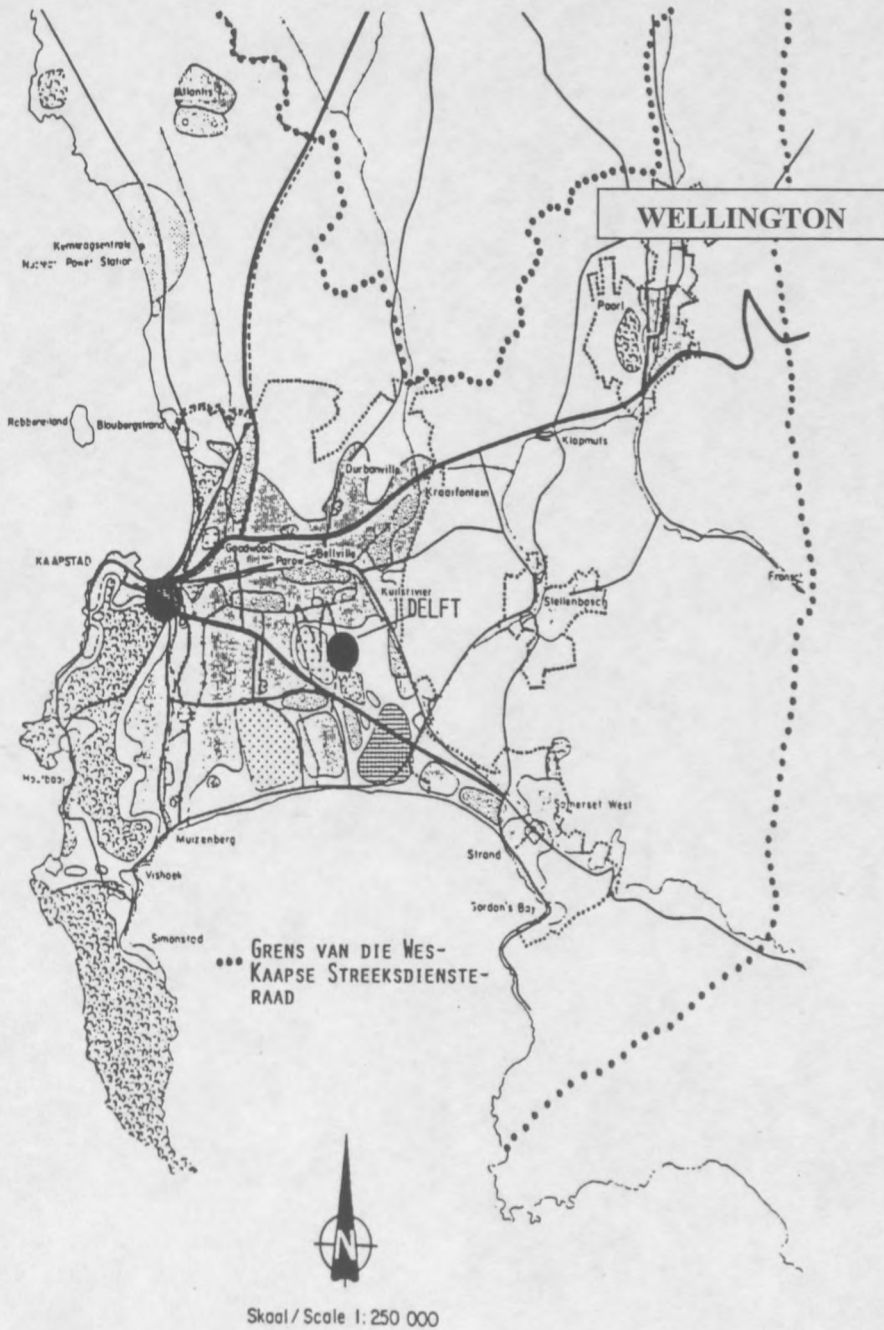 Atlantis
WELLINGTON
Kernkragsentrale
Nuclear Power Station
Paarl
Robbeneiland
Bloubergstrand
Klapmuts
Durbanville
Kraaifontein
Goodwood
Bellville
Parow
KAAPSTAD
Fransch
Kuilsrivier
Stellenbosch
DELFT
Houtbaai
Somerset West
Muizenberg
Strand
Vishoek
Gordon's Bay
Simonstad
GRENS VAN DIE WES-
KAAPSE STREEKSDIENSTE-
RAAD
N
Skaal/Scale 1:250 000